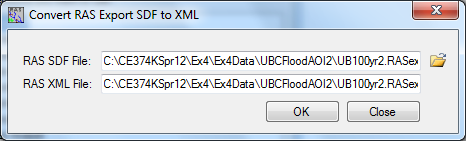 Convert RAS Export SDF to XML
RAS SDF File: C:\CE374KSpr12\Ex4\Ex4Data\UBCFloodAOI2\UB100yr2.RASex
RAS XML File: C:\CE374KSpr12\Ex4\Ex4Data\UBCFloodAOI2\UB100yr2.RASex
OK Close